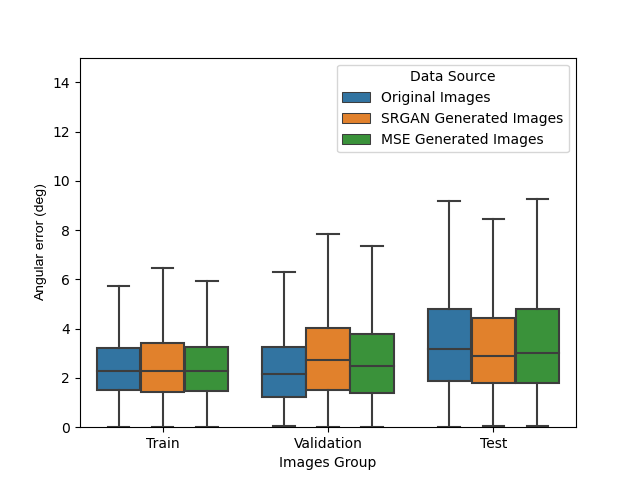 Data Source
Original Images
SRGAN Generated Images
MSE Generated Images
14
12
10
8
6
4
2
0
Angular error (deg)
Train Validation Test
Images Group